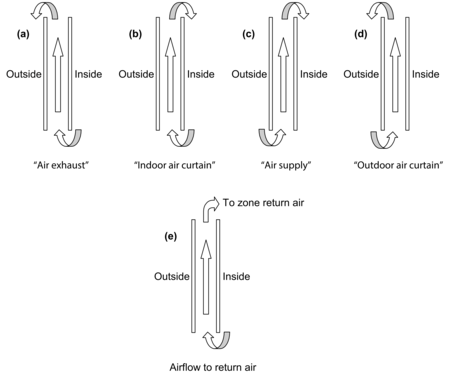 (a) (b) (c) (d)
Outside Inside Outside Inside Outside Inside Outside Inside
“Air exhaust” “Indoor air curtain” “Air supply” “Outdoor air curtain”
To zone return air
(e)
Outside Inside
Airflow to return air